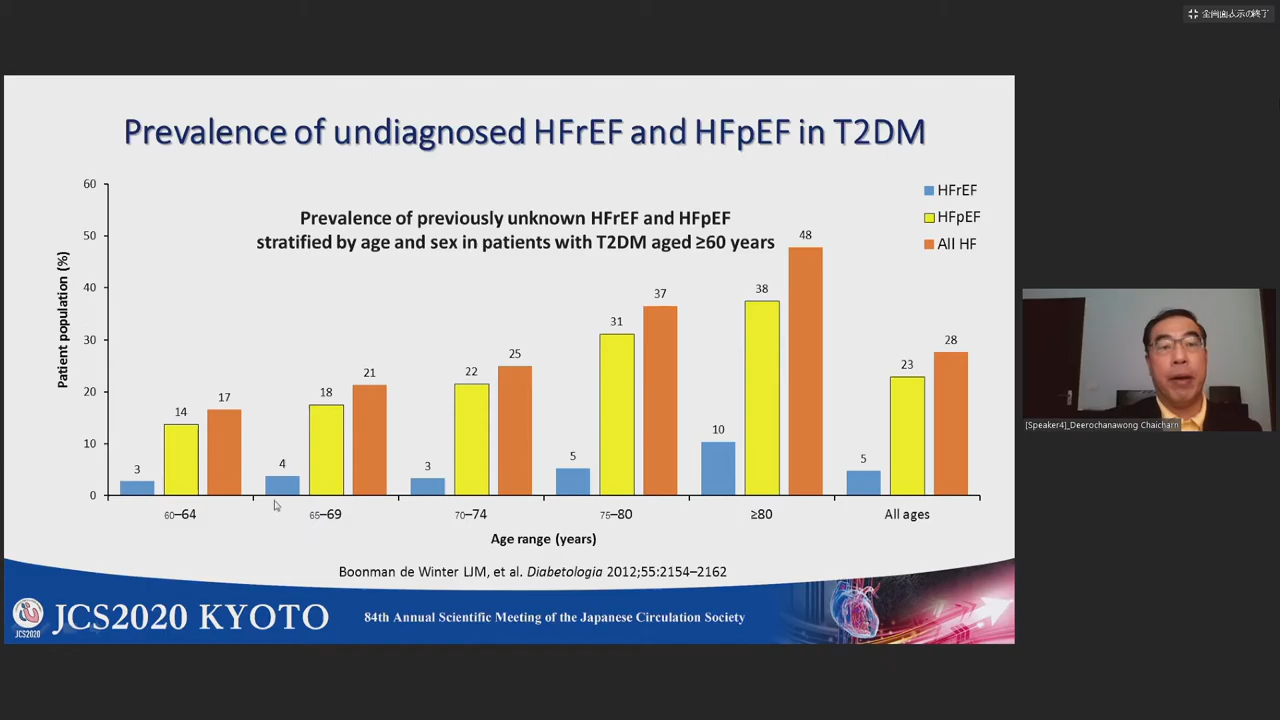 全画面表示の終了
Prevalence of undiagnosed HFrEF and HFpEF in T2DM
Prevalence of previously unknown HFrEF and HFpEF
stratified by age and sex in patients with T2DM aged ≥60 years
HFrEF
HFpEF
All HF
Patient population (%)
60
50
40
30
20
10
0
3
14
17
4
18
21
3
22
25
5
31
37
10
38
48
5
23
28
60–64
65–69
70–74
75–80
≥80
All ages
Age range (years)
Boonman de Winter LJM, et al. Diabetologia 2012;55:2154–2162
JCS2020
JCS2020 KYOTO
84th Annual Scientific Meeting of the Japanese Circulation Society
[Speaker4]_Deerochanawong Chaicharn